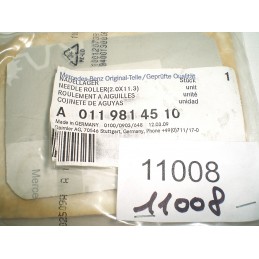 Mercedes-Benz Original-Teile/Geprüfte Qualität
NADELLAGER Stück 1
NEEDLE ROLLER(2.0X11.3) unit
ROULEMENT A AIGUILLES unité
COJINETE DE AGUYAS unidad
A 011 981 45 10
Made in GERMANY
Daimler AG, 70546 Stuttgart, Germany, Phone
11008
11008